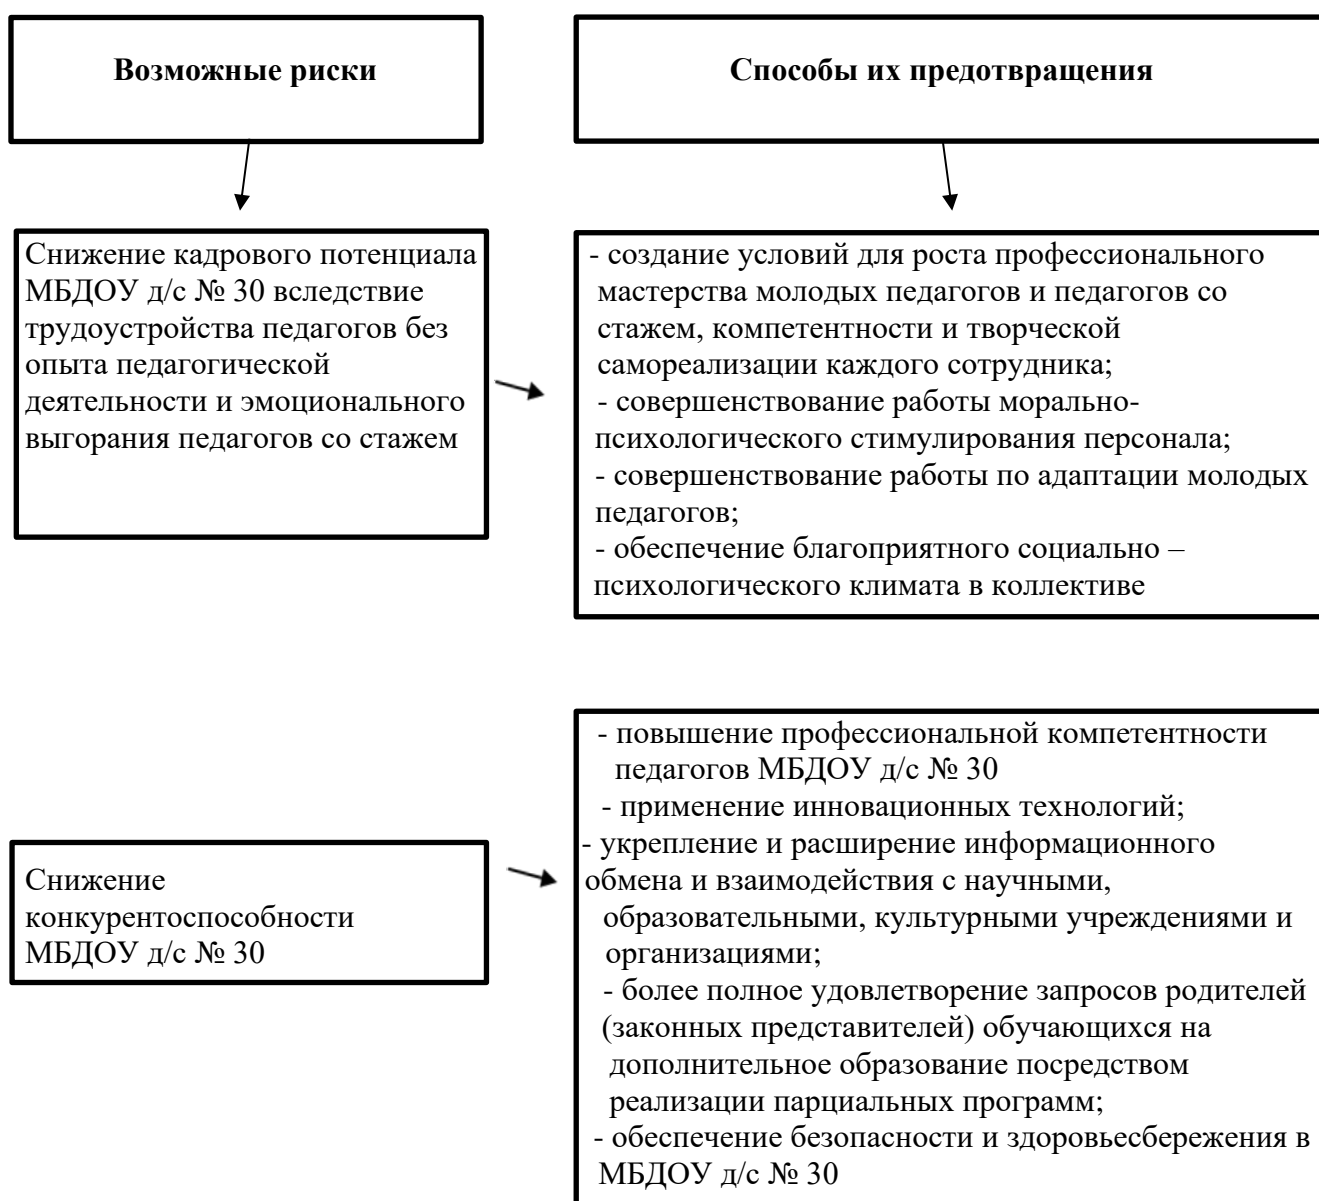 Возможные риски
Способы их предотвращения
Снижение кадрового потенциала
МБДОУ д/с № 30 вследствие
трудоустройства педагогов без
опыта педагогической
деятельности и эмоционального
выгорания педагогов со стажем
- создание условий для роста профессионального
мастерства молодых педагогов и педагогов со
стажем, компетентности и творческой
самореализации каждого сотрудника;
- совершенствование работы морально-
психологического стимулирования персонала;
- совершенствование работы по адаптации молодых
педагогов;
- обеспечение благоприятного социально –
психологического климата в коллективе
Снижение
конкурентоспособности
МБДОУ д/с № 30
- повышение профессиональной компетентности
педагогов МБДОУ д/с № 30
- применение инновационных технологий;
- укрепление и расширение информационного
обмена и взаимодействия с научными,
образовательными, культурными учреждениями и
организациями;
- более полное удовлетворение запросов родителей
(законных представителей) обучающихся на
дополнительное образование посредством
реализации парциальных программ;
- обеспечение безопасности и здоровьесбережения в
МБДОУ д/с № 30